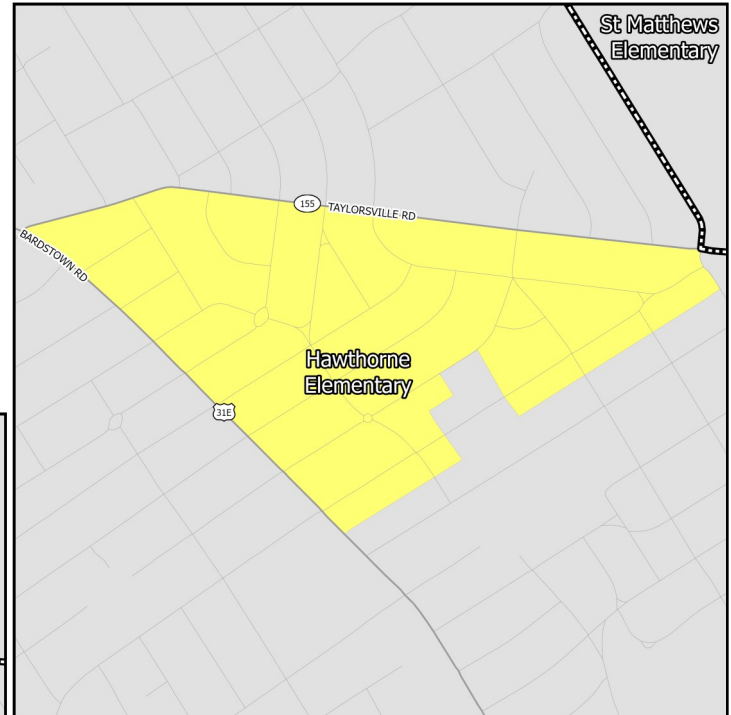 St Matthews
Elementary
155
TAYLORSVILLE RD
BARDSTOWN RD
Hawthorne
Elementary
31E